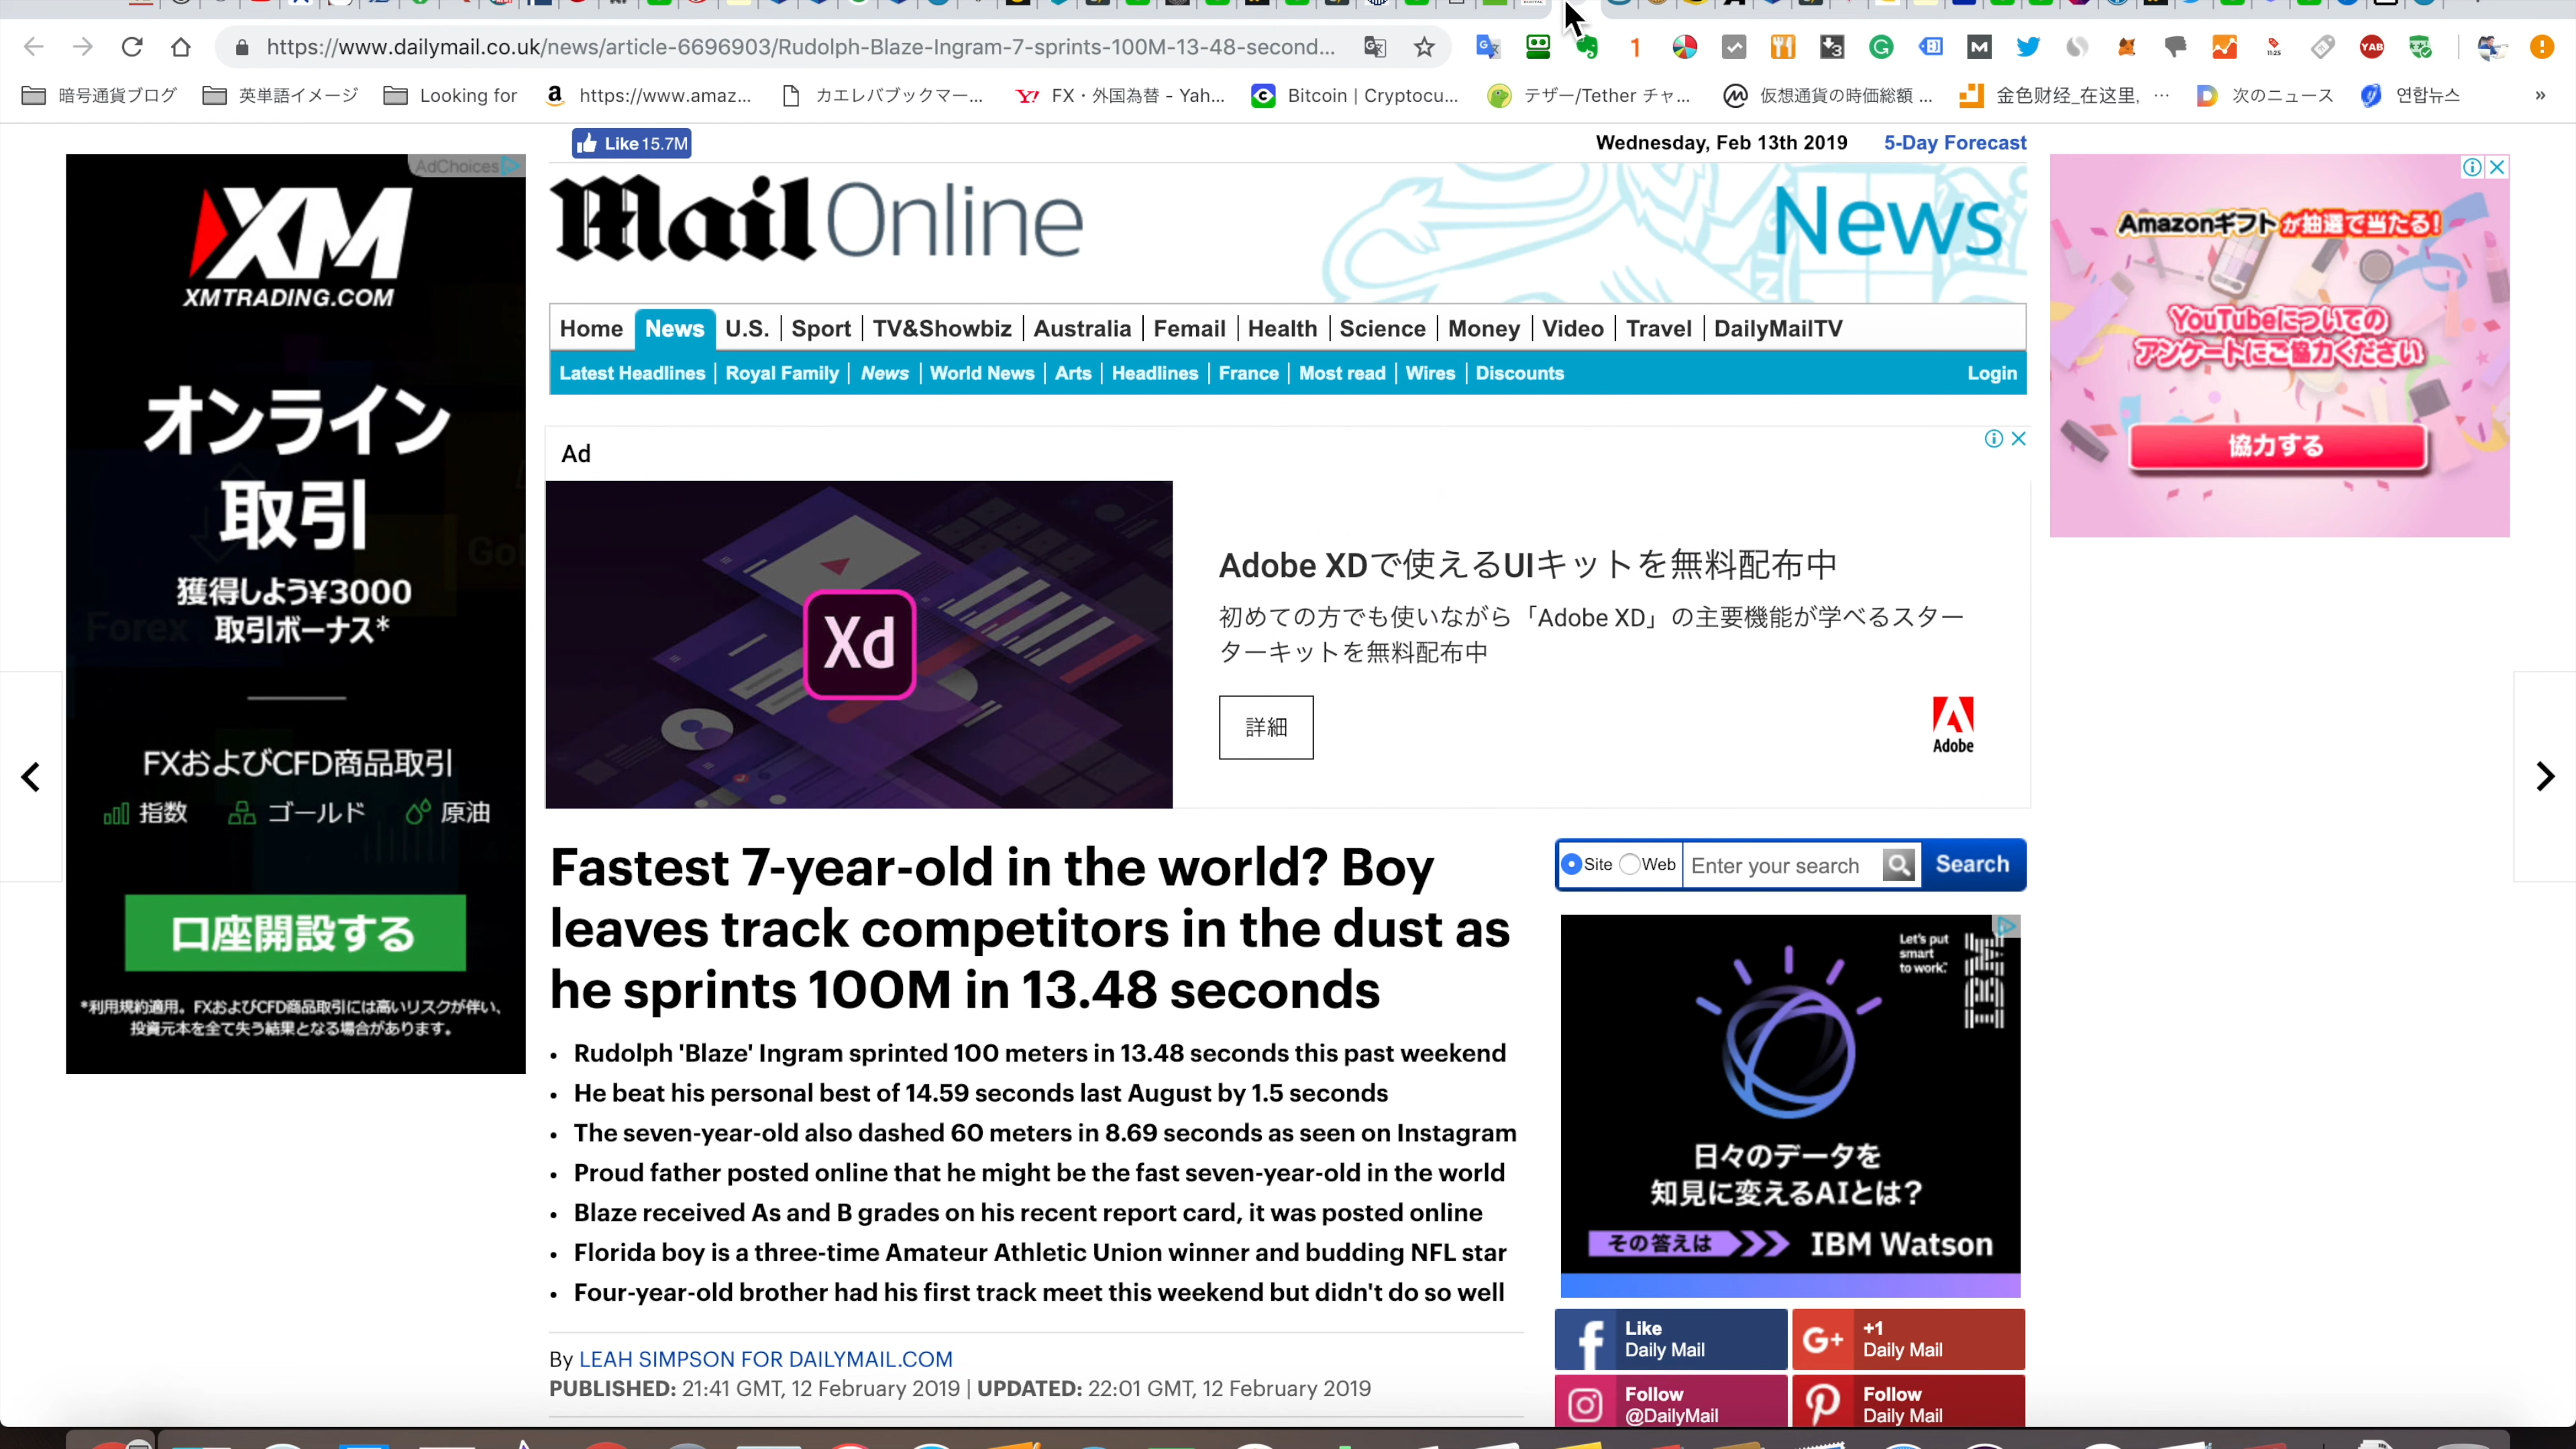 https://www.dailymail.co.uk/news/article-6696903/Rudolph-Blaze-Ingram-7-sprints-100M-13-48-second...
暗号通貨ブログ
英単語イメージ
Looking for
https://www.amaz...
カエレバブックマー...
FX・外国為替 - Yah...
Bitcoin | Cryptocu...
テザー/Tether チャ...
仮想通貨の時価総額 ...
金色财经_在这里, ...
次のニュース
연합뉴스
»
Like 15.7M
Wednesday, Feb 13th 2019
5-Day Forecast
Mail Online
News
Home News U.S. Sport TV&Showbiz Australia Femail Health Science Money Video Travel DailyMailTV
Latest Headlines Royal Family News World News Arts Headlines France Most read Wires Discounts Login
AdChoices
XM
XMTRADING.COM
オンライン
取引
獲得しよう¥3000
取引ボーナス*
Forex
FXおよびCFD商品取引
指数 ゴールド 原油
口座開設する
*利用規約適用。FXおよびCFD商品取引には高いリスクが伴い、
投資元本を全て失う結果となる場合があります。
Ad
Xd
Adobe XDで使えるUIキットを無料配布中
初めての方でも使いながら「Adobe XD」の主要機能が学べるスター
ターキットを無料配布中
詳細
Adobe
Amazonギフトが抽選で当たる!
YouTubeについての
アンケートにご協力ください
協力する
Fastest 7-year-old in the world? Boy
leaves track competitors in the dust as
he sprints 100M in 13.48 seconds
• Rudolph 'Blaze' Ingram sprinted 100 meters in 13.48 seconds this past weekend
• He beat his personal best of 14.59 seconds last August by 1.5 seconds
• The seven-year-old also dashed 60 meters in 8.69 seconds as seen on Instagram
• Proud father posted online that he might be the fast seven-year-old in the world
• Blaze received As and B grades on his recent report card, it was posted online
• Florida boy is a three-time Amateur Athletic Union winner and budding NFL star
• Four-year-old brother had his first track meet this weekend but didn't do so well
By LEAH SIMPSON FOR DAILYMAIL.COM
PUBLISHED: 21:41 GMT, 12 February 2019 | UPDATED: 22:01 GMT, 12 February 2019
Site Web Enter your search Search
Let's put
smart
to work.
IBM
日々のデータを
知見に変えるAIとは?
その答えは IBM Watson
Like
Daily Mail
+1
Daily Mail
Follow
@DailyMail
Follow
Daily Mail